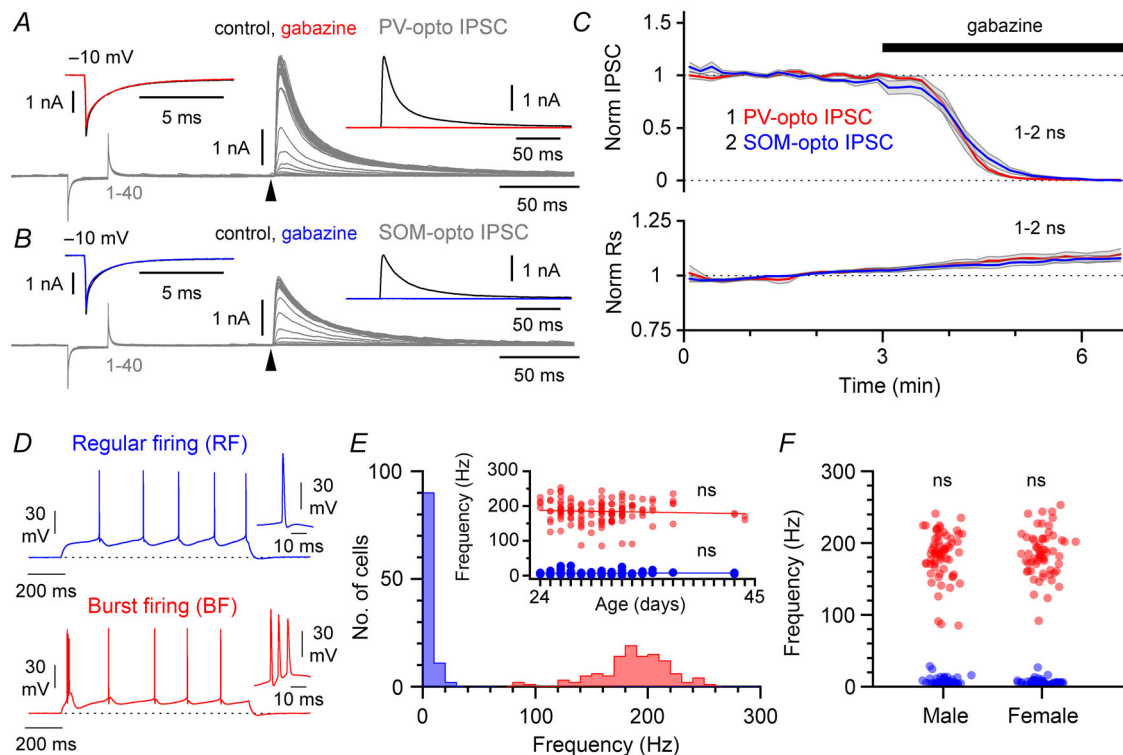 A
control, gabazine
PV-opto IPSC
–10 mV
1 nA
5 ms
1 nA
1 nA
50 ms
1-40
50 ms
B
control, gabazine
SOM-opto IPSC
–10 mV
1 nA
5 ms
1 nA
1 nA
50 ms
1-40
50 ms
C
gabazine
Norm IPSC
1.5
1
0.5
0
1 PV-opto IPSC
2 SOM-opto IPSC
1-2 ns
Norm Rs
1.25
1
0.75
1-2 ns
0
3
6
Time (min)
D
Regular firing (RF)
30
mV
30
mV
10 ms
200 ms
Burst firing (BF)
30
mV
30
mV
10 ms
200 ms
E
No. of cells
100
50
0
0
100
200
300
Frequency (Hz)
Frequency (Hz)
300
200
100
0
ns
ns
24
Age (days)
45
F
Frequency (Hz)
300
200
100
0
ns
ns
Male
Female